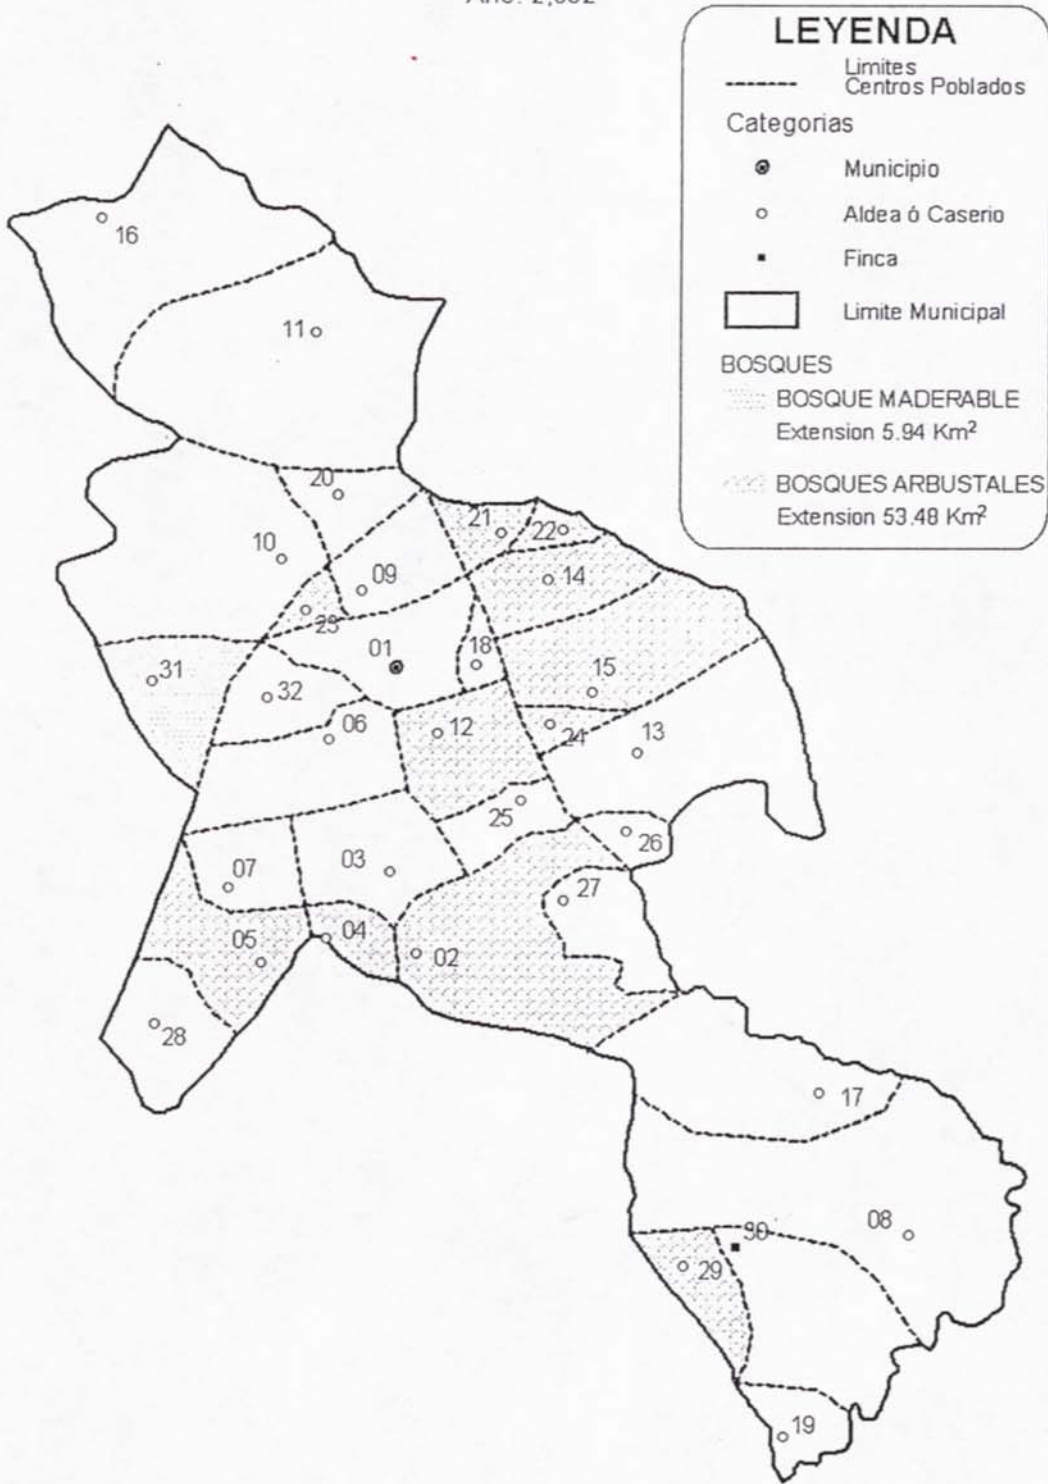 LEYENDA
Limites
Centros Poblados
Categorias
Municipio
Aldea ó Caserio
Finca
Limite Municipal
BOSQUES
BOSQUE MADERABLE
Extension 5.94 Km²
BOSQUES ARBUSTALES
Extension 53.48 Km²
16
11
20
21
22
10
09
14
23
01
18
31
32
15
06
12
24
13
25
26
03
07
27
04
05
02
28
17
08
30
29
19